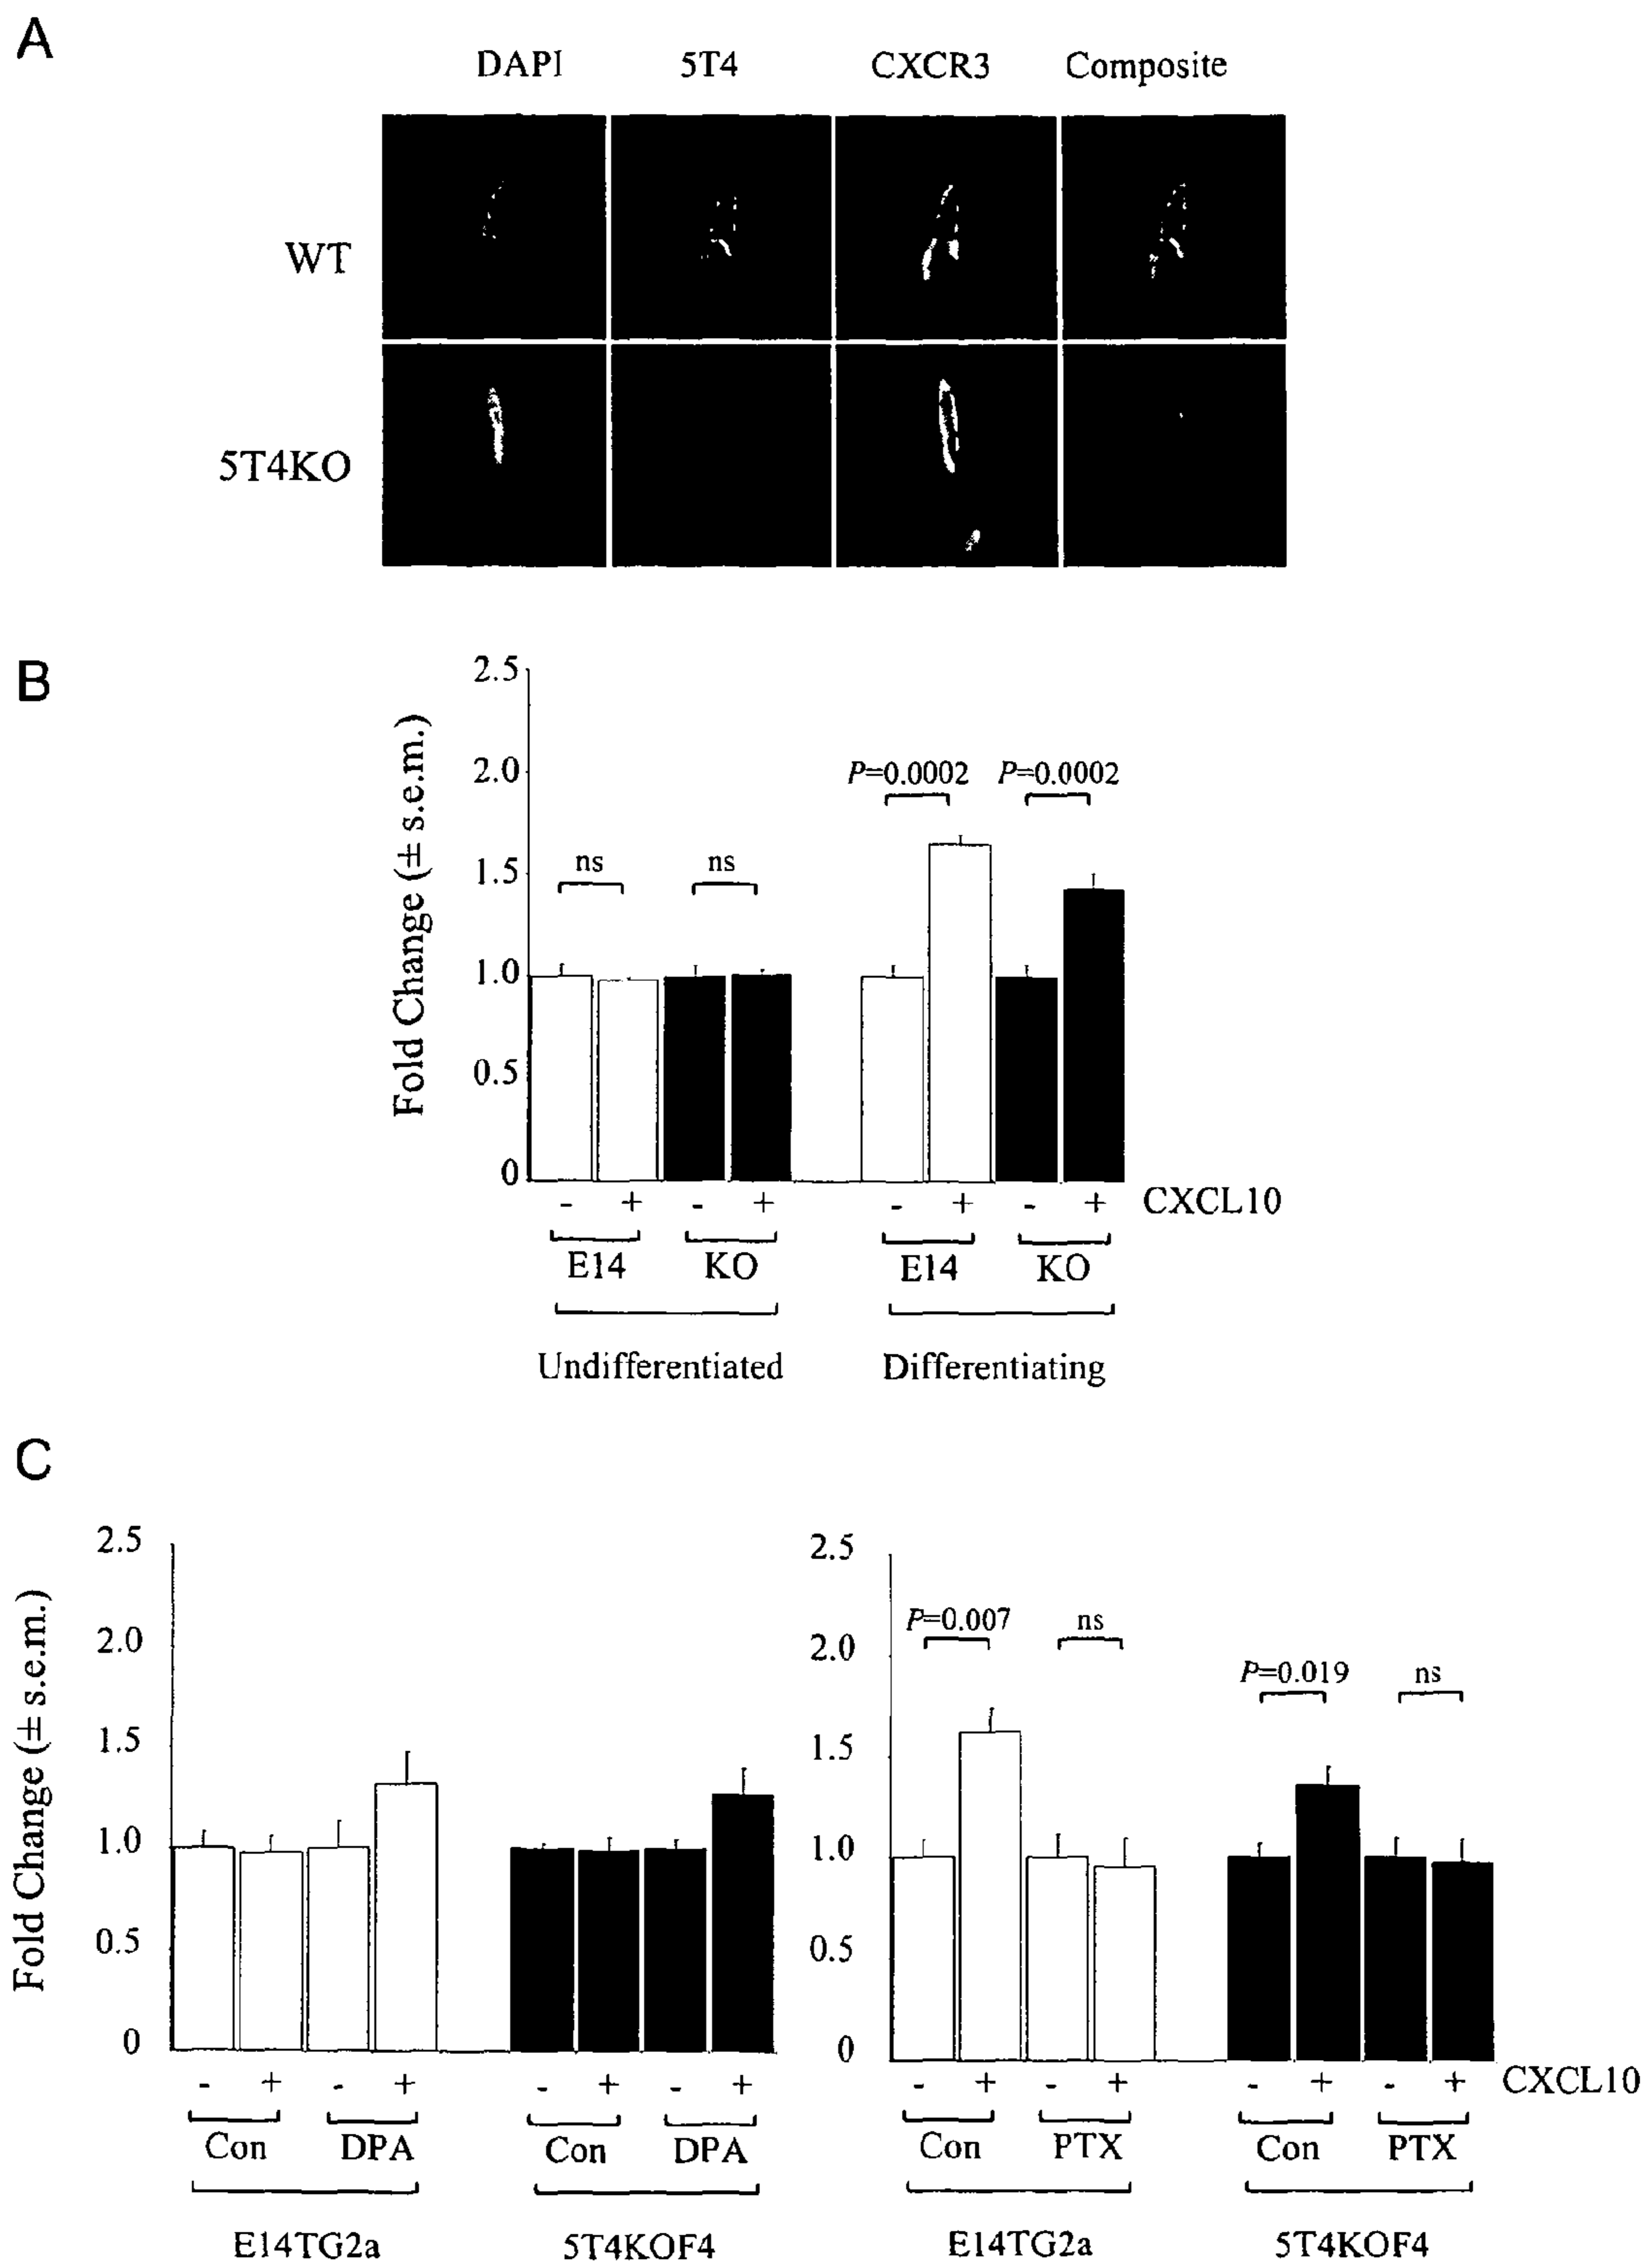 A
DAPI 5T4 CXCR3 Composite
WT
5T4KO
B
Fold Change (± s.e.m.)
2.5
2.0
1.5
1.0
0.5
0
ns ns P=0.0002 P=0.0002
- + - + - + - + CXCL10
E14 KO E14 KO
Undifferentiated Differentiating
C
Fold Change (± s.e.m.)
2.5
2.0
1.5
1.0
0.5
0
- + - + - + - +
Con DPA Con DPA
E14TG2a 5T4KOF4
2.5
2.0
1.5
1.0
0.5
0
P=0.007 ns P=0.019 ns
- + - + - + - + CXCL10
Con PTX Con PTX
E14TG2a 5T4KOF4